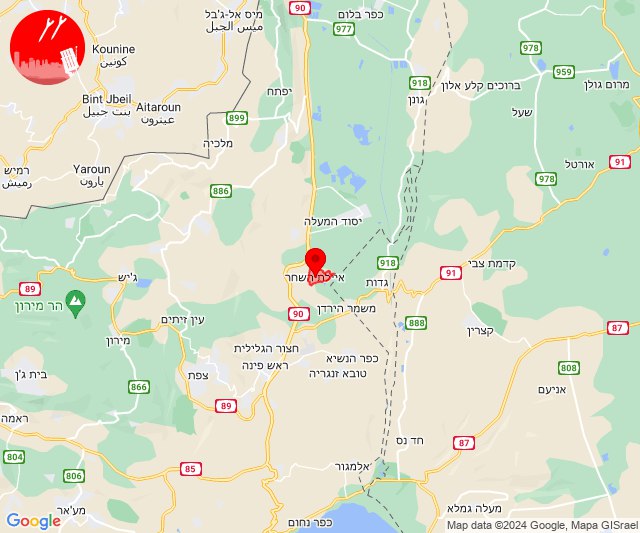 90
כפר בלום
מיס אל-ג'בל
ميس الجبل
977
978
Kounine
كونين
918
959
גונן
ברוכים קלע אלון
מרום גולן
יפתח
Bint Jbeil
بنت جبيل
Aitaroun
عيترون
899
שעל
מלכיה
רמיש
رميش
Yaroun
يارون
91
אורטל
978
886
יסוד המעלה
918
קדמת צבי
91
ג'יש
89
איילת השחר
גדות
הר מירון
90
משמר הירדן
עין זיתים
888
87
מירון
קצרין
חצור הגלילית
כפר הנשיא
808
בית ג'ן
צפת
ראש פינה
טובא זנגריה
866
אניעם
89
ראמה
חד נס
87
804
85
806
אלמגור
מע'אר
מעלה גמלא
כפר נחום
Google
Map data ©2024 Google, Mapa GISrael